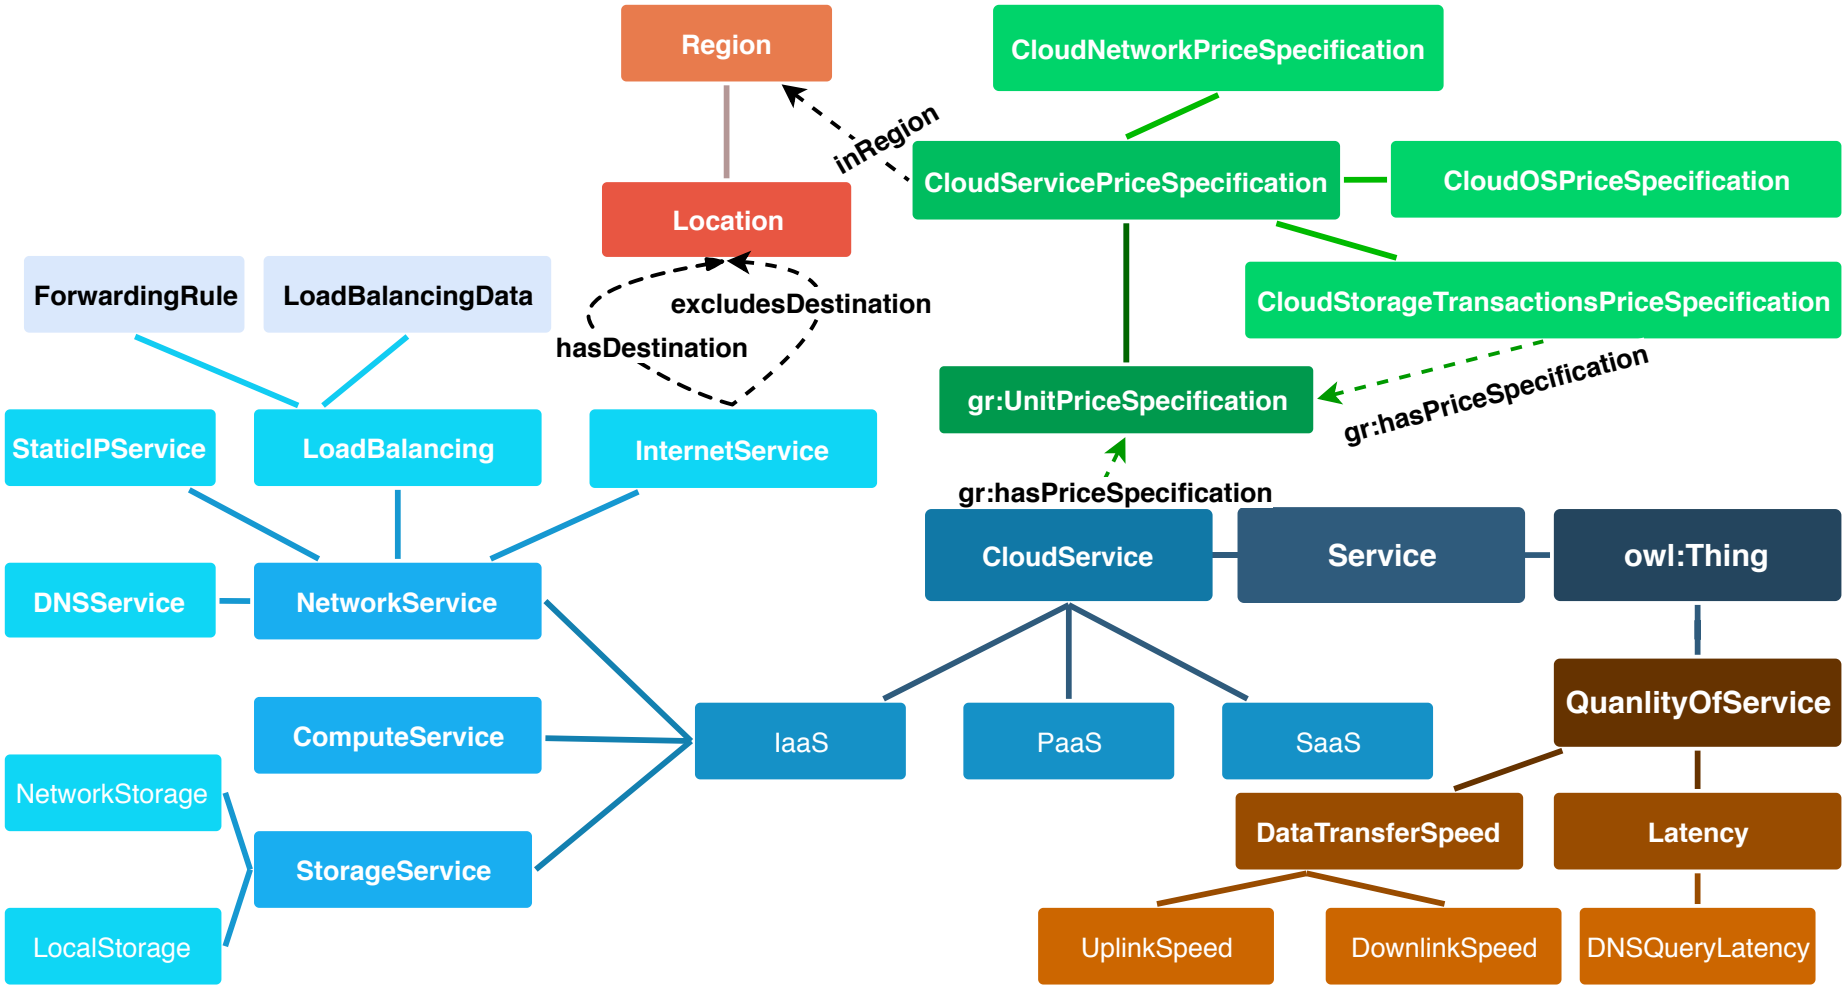 Region
CloudNetworkPriceSpecification
inRegion
CloudServicePriceSpecification
CloudOSPriceSpecification
Location
ForwardingRule
LoadBalancingData
excludesDestination
CloudStorageTransactionsPriceSpecification
hasDestination
gr:UnitPriceSpecification
gr:hasPriceSpecification
StaticIPService
LoadBalancing
InternetService
gr:hasPriceSpecification
CloudService
Service
owl:Thing
DNSService
NetworkService
QuanlityOfService
ComputeService
IaaS
PaaS
SaaS
NetworkStorage
DataTransferSpeed
Latency
StorageService
LocalStorage
UplinkSpeed
DownlinkSpeed
DNSQueryLatency